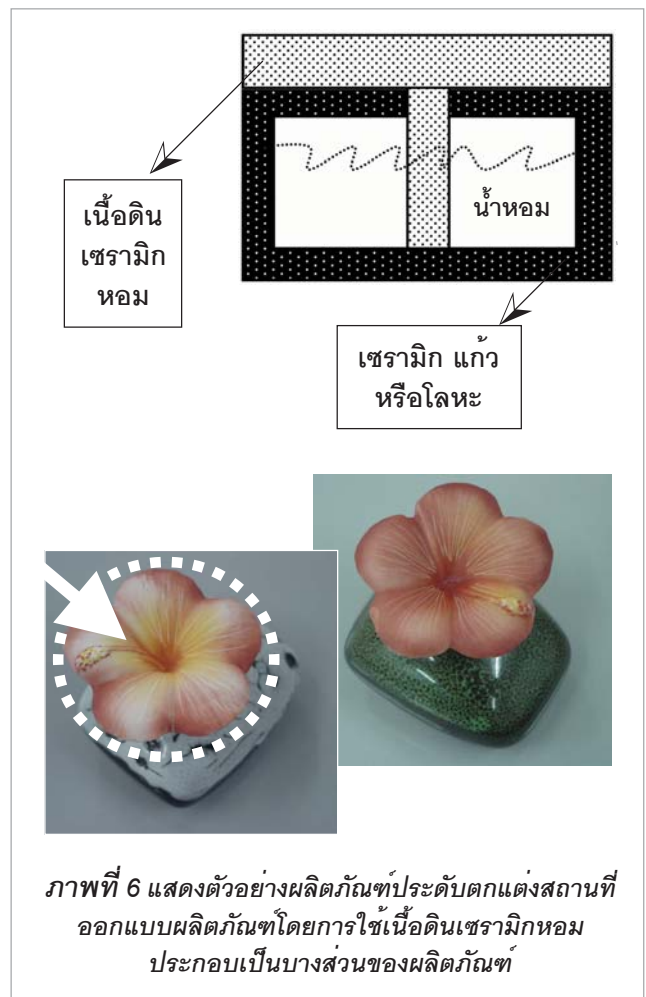 น้ำหอม
เนื้อดิน
เซรามิก
หอม
เซรามิก แก้ว
หรือโลหะ
ภาพที่ 6 แสดงตัวอย่างผลิตภัณฑ์ประดับตกแต่งสถานที่
ออกแบบผลิตภัณฑ์โดยการใช้เนื้อดินเซรามิกหอม
ประกอบเป็นบางส่วนของผลิตภัณฑ์